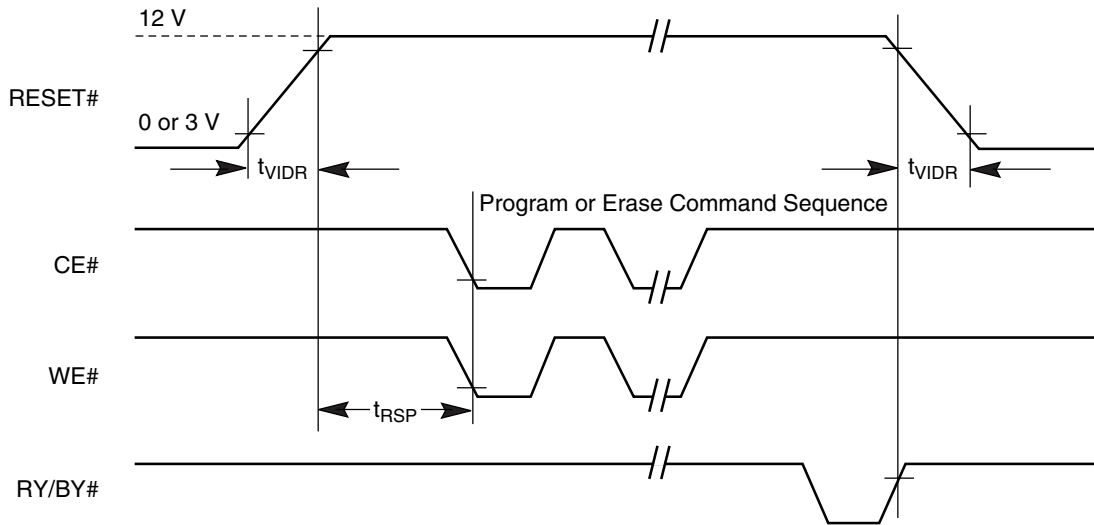 12 V
RESET#
0 or 3 V
tVIDR
tVIDR
Program or Erase Command Sequence
CE#
WE#
tRSP
RY/BY#